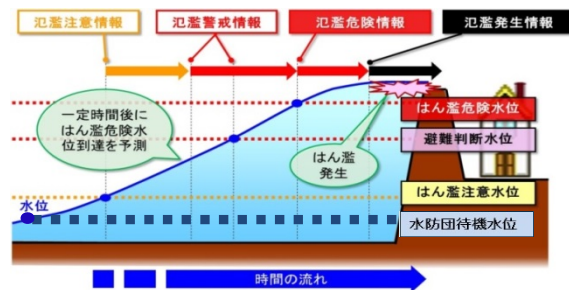 氾濫注意情報
氾濫警戒情報
氾濫危険情報
氾濫発生情報
一定時間後に
はん濫危険水
位到達を予測
はん濫
発生
はん濫危険水位
避難判断水位
はん濫注意水位
水防団待機水位
水位
時間の流れ